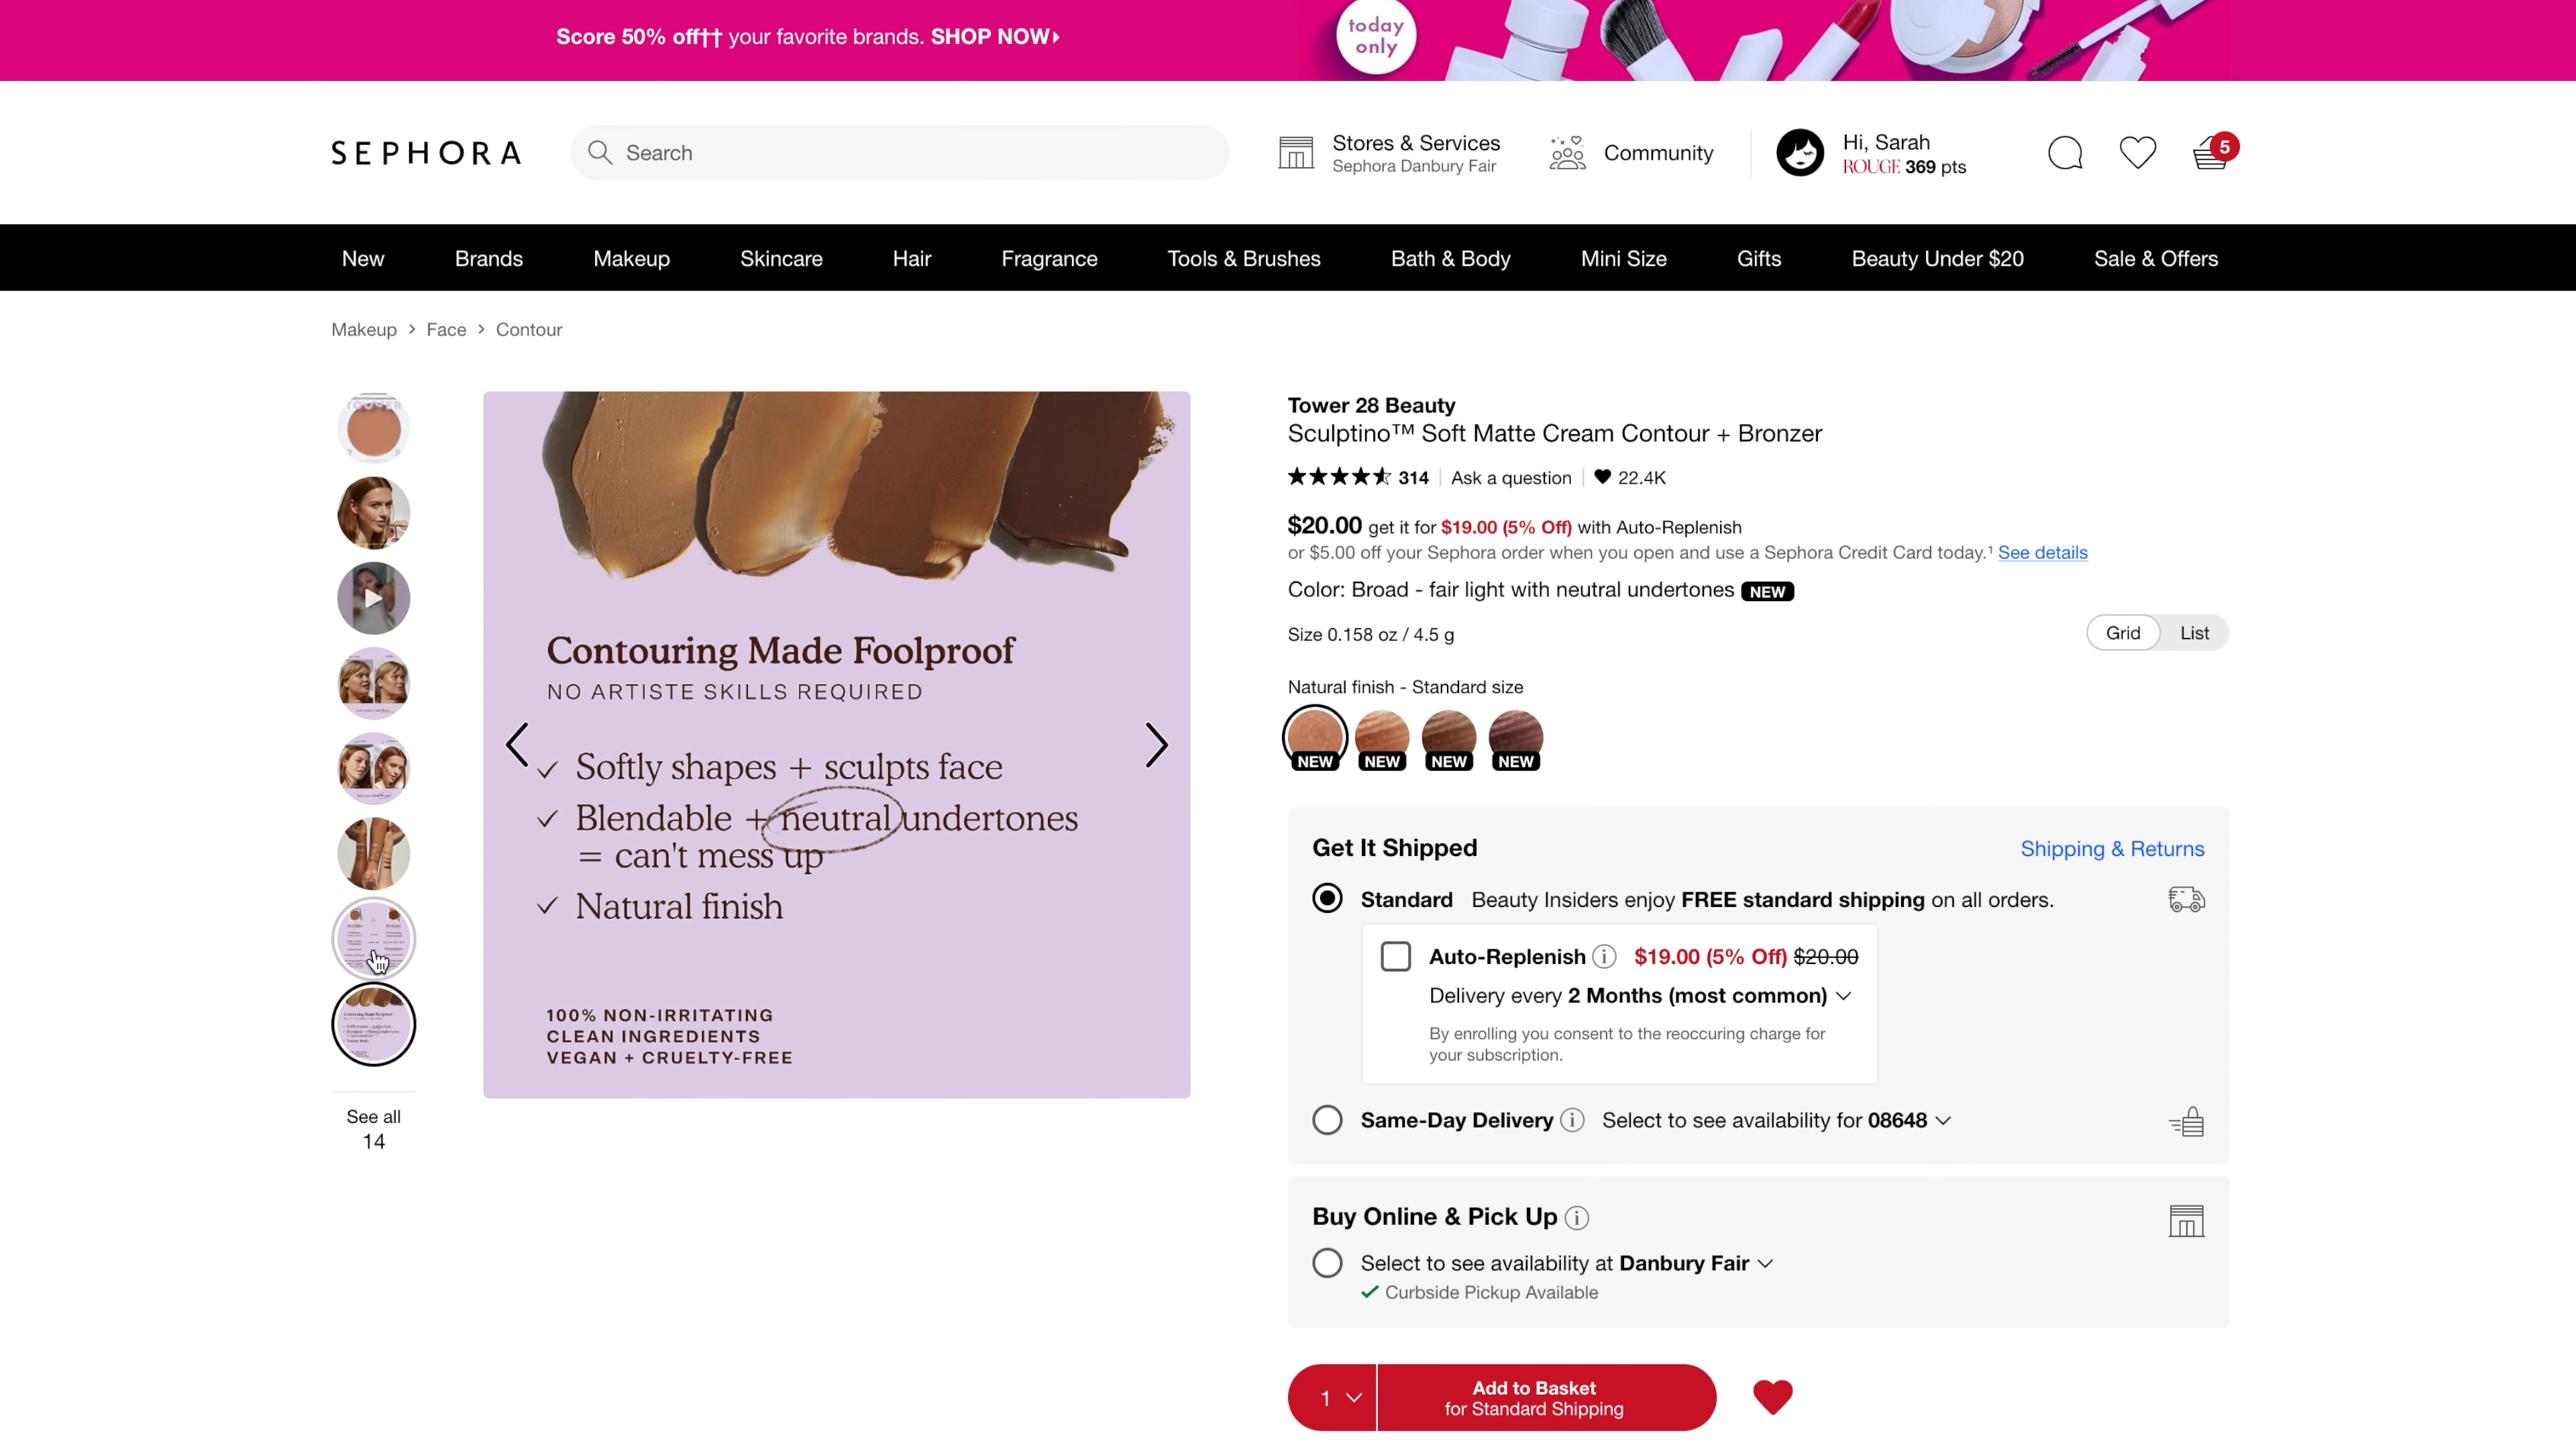 Score 50% off†† your favorite brands. SHOP NOW
today
only
SEPHORA
Search
Stores & Services
Sephora Danbury Fair
Community
Hi, Sarah
ROUGE 369 pts
5
New
Brands
Makeup
Skincare
Hair
Fragrance
Tools & Brushes
Bath & Body
Mini Size
Gifts
Beauty Under $20
Sale & Offers
Makeup > Face > Contour
See all
14
Contouring Made Foolproof
NO ARTISTE SKILLS REQUIRED
✓ Softly shapes + sculpts face
✓ Blendable + neutral undertones
= can't mess up
✓ Natural finish
100% NON-IRRITATING
CLEAN INGREDIENTS
VEGAN + CRUELTY-FREE
Tower 28 Beauty
Sculptino™ Soft Matte Cream Contour + Bronzer
314 | Ask a question | 22.4K
$20.00 get it for $19.00 (5% Off) with Auto-Replenish
or $5.00 off your Sephora order when you open and use a Sephora Credit Card today.¹ See details
Color: Broad - fair light with neutral undertones NEW
Size 0.158 oz / 4.5 g
Grid List
Natural finish - Standard size
NEW NEW NEW NEW
Get It Shipped
Shipping & Returns
Standard Beauty Insiders enjoy FREE standard shipping on all orders.
Auto-Replenish $19.00 (5% Off) $20.00
Delivery every 2 Months (most common)
By enrolling you consent to the reoccuring charge for
your subscription.
Same-Day Delivery Select to see availability for 08648
Buy Online & Pick Up
Select to see availability at Danbury Fair
Curbside Pickup Available
1
Add to Basket
for Standard Shipping